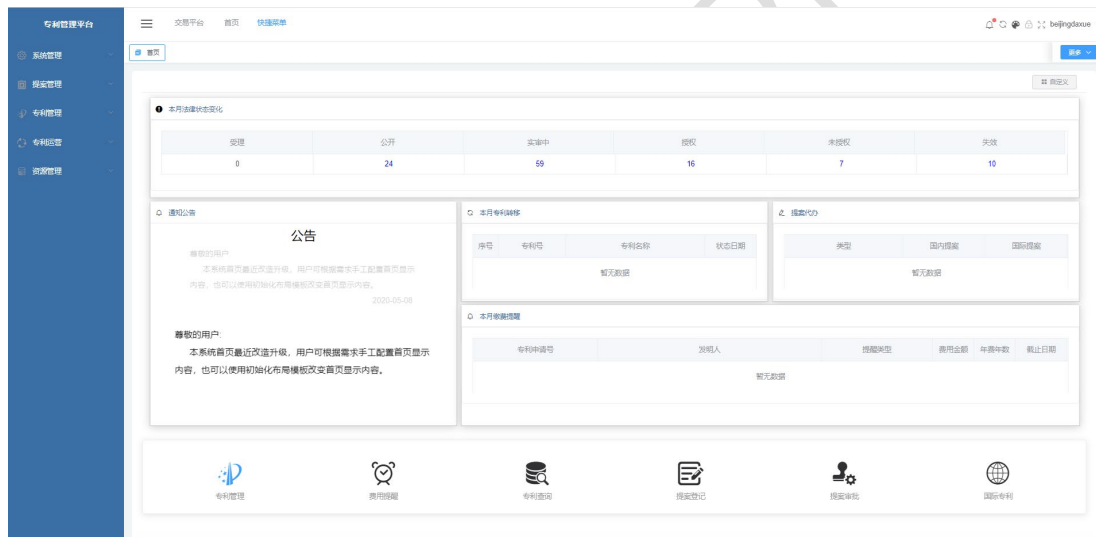 专利管理平台
交易平台 首页 快捷菜单
beijingdaxue
系统管理
首页
更多
提案管理
自定义
专利管理
本月法律状态变化
专利运营
受理 公开 实审中 授权 未授权 失效
0 24 59 16 7 10
资源管理
通知公告
公告
尊敬的用户
本系统首页最近改造升级，用户可根据需求手工配置首页显示
内容，也可以使用初始化布局模板改变首页显示内容。
2020-05-08
尊敬的用户:
本系统首页最近改造升级，用户可根据需求手工配置首页显示
内容，也可以使用初始化布局模板改变首页显示内容。
本月专利转移
序号 专利号 专利名称 状态日期
暂无数据
提案代办
类型 国内提案 国际提案
暂无数据
本月缴费提醒
专利申请号 发明人 提醒类型 费用金额 年费年数 截止日期
暂无数据
专利管理 费用提醒 专利查询 提案登记 提案审批 国际专利